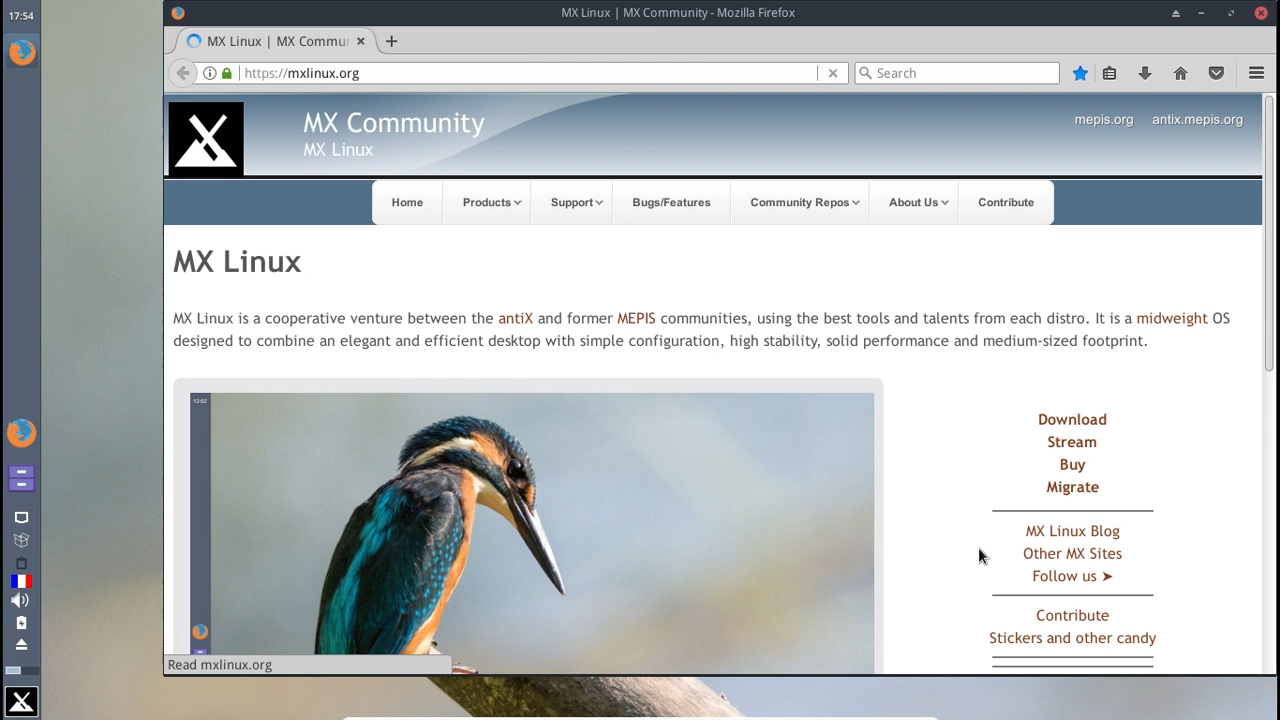 17:54
MX Linux | MX Community - Mozilla Firefox
MX Linux | MX Commu
https://mxlinux.org
Search
MX Community
MX Linux
mepis.org antix.mepis.org
Home Products Support Bugs/Features Community Repos About Us Contribute
MX Linux
MX Linux is a cooperative venture between the antiX and former MEPIS communities, using the best tools and talents from each distro. It is a midweight OS
designed to combine an elegant and efficient desktop with simple configuration, high stability, solid performance and medium-sized footprint.
12:02
Download
Stream
Buy
Migrate
MX Linux Blog
Other MX Sites
Follow us ➤
Contribute
Stickers and other candy
Read mxlinux.org